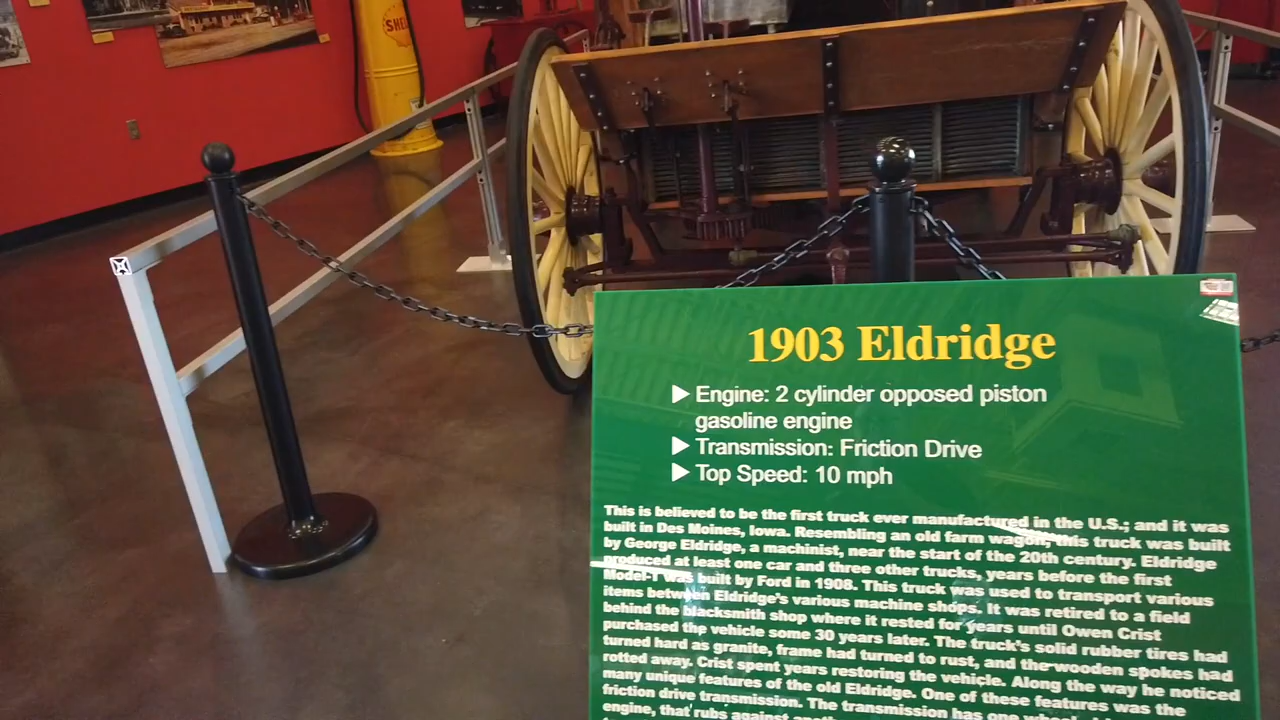 SHELL
1903 Eldridge
▶ Engine: 2 cylinder opposed piston
gasoline engine
▶ Transmission: Friction Drive
▶ Top Speed: 10 mph
This is believed to be the first truck ever manufactured in the U.S.; and it was
built in Des Moines, Iowa. Resembling an old farm wagon, this truck was built
by George Eldridge, a machinist, near the start of the 20th century. Eldridge
produced at least one car and three other trucks, years before the first
Model-T was built by Ford in 1908. This truck was used to transport various
items between Eldridge's various machine shops. It was retired to a field
behind the blacksmith shop where it rested for years until Owen Crist
purchased the vehicle some 30 years later. The truck's solid rubber tires had
turned hard as granite, frame had turned to rust, and the wooden spokes had
rotted away. Crist spent years restoring the vehicle. Along the way he noticed
many unique features of the old Eldridge. One of these features was the
friction drive transmission. The transmission has one
engine, that rubs against